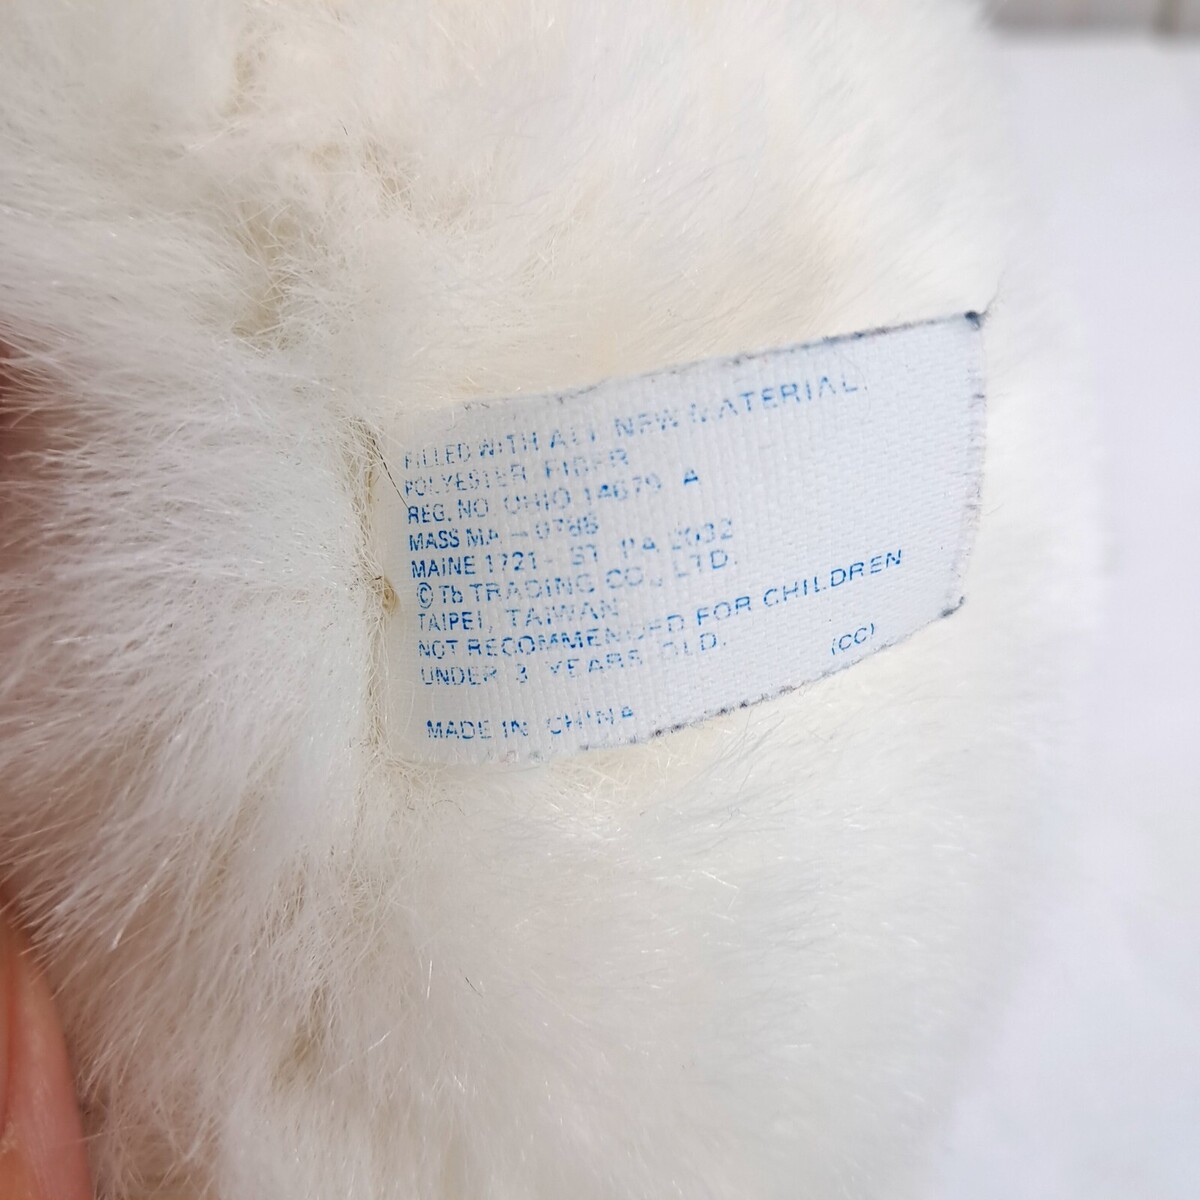 FILLED WITH ALL NEW MATERIAL.
POLYESTER FIBER
REG. NO. OHIO 14679 A
MASS MA - 0788
MAINE 1721 - ST PA 2032
©Tb TRADING CO., LTD.
TAIPEI, TAIWAN
NOT RECOMMENDED FOR CHILDREN
UNDER 3 YEARS OLD. (CC)
MADE IN CHINA